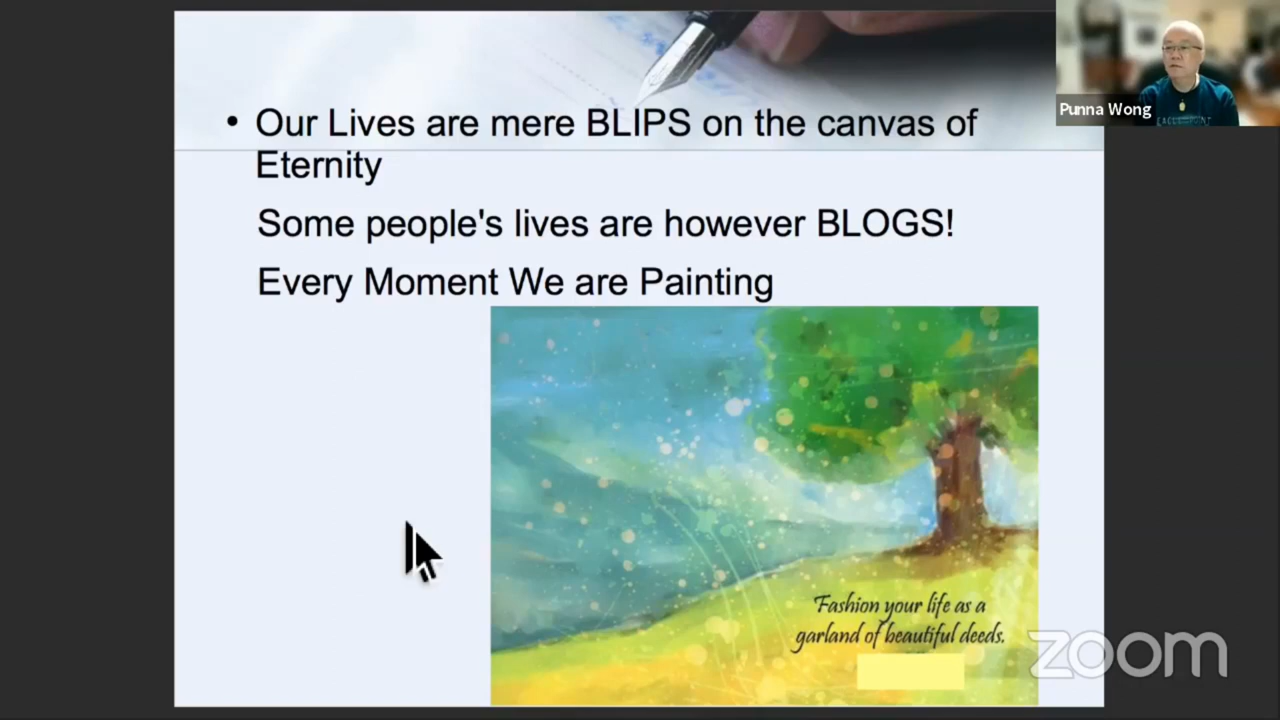 • Our Lives are mere BLIPS on the canvas of
Eternity
Some people's lives are however BLOGS!
Every Moment We are Painting
Fashion your life as a
garland of beautiful deeds.
Punna Wong
zoom